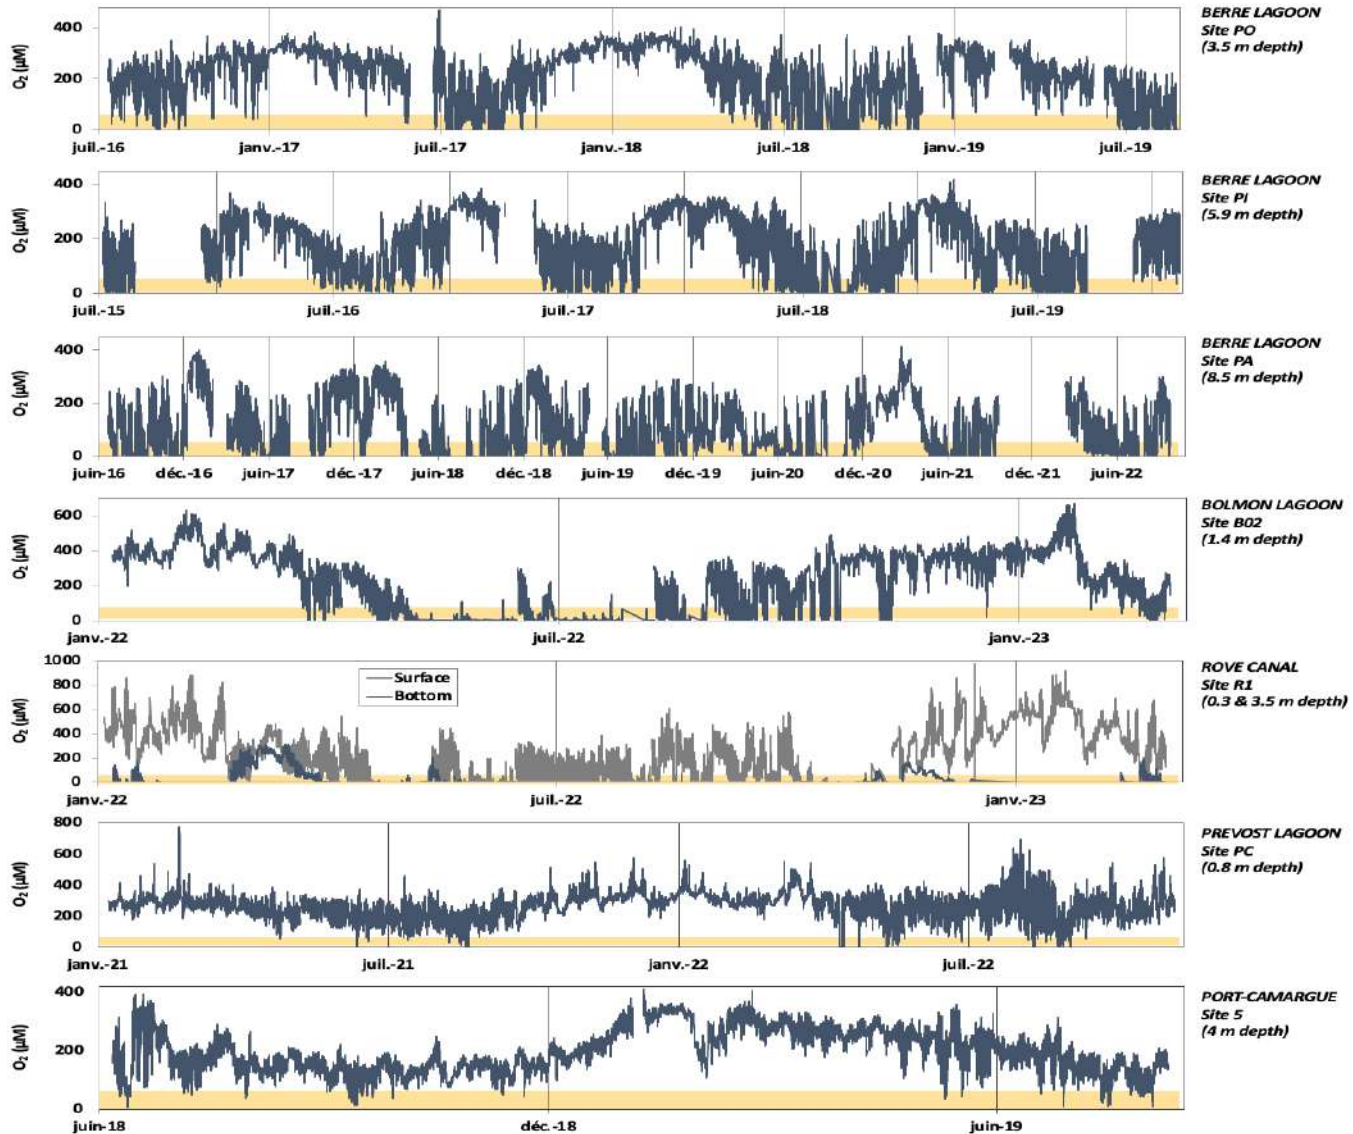 BERRE LAGOON
Site PO
(3.5 m depth)
O₂ (µM)
400
200
0
juil.-16
janv.-17
juil.-17
janv.-18
juil.-18
janv.-19
juil.-19
BERRE LAGOON
Site PI
(5.9 m depth)
O₂ (µM)
400
200
0
juil.-15
juil.-16
juil.-17
juil.-18
juil.-19
BERRE LAGOON
Site PA
(8.5 m depth)
O₂ (µM)
400
200
0
juin-16
déc.-16
juin-17
déc.-17
juin-18
déc.-18
juin-19
déc.-19
juin-20
déc.-20
juin-21
déc.-21
juin-22
BOLMON LAGOON
Site B02
(1.4 m depth)
O₂ (µM)
600
400
200
0
janv.-22
juil.-22
janv.-23
ROVE CANAL
Site R1
(0.3 & 3.5 m depth)
O₂ (µM)
1000
800
600
400
200
0
Surface
Bottom
janv.-22
juil.-22
janv.-23
PREVOST LAGOON
Site PC
(0.8 m depth)
O₂ (µM)
800
600
400
200
0
janv.-21
juil.-21
janv.-22
juil.-22
PORT-CAMARGUE
Site 5
(4 m depth)
O₂ (µM)
400
200
0
juin-18
déc.-18
juin-19